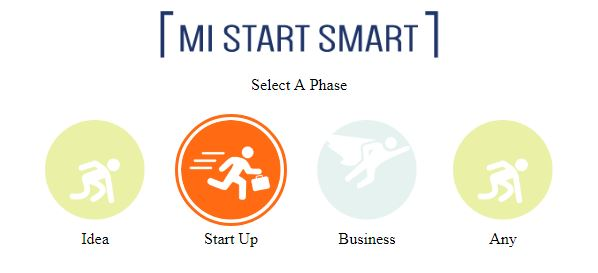 MI START SMART
Select A Phase
Idea
Start Up
Business
Any